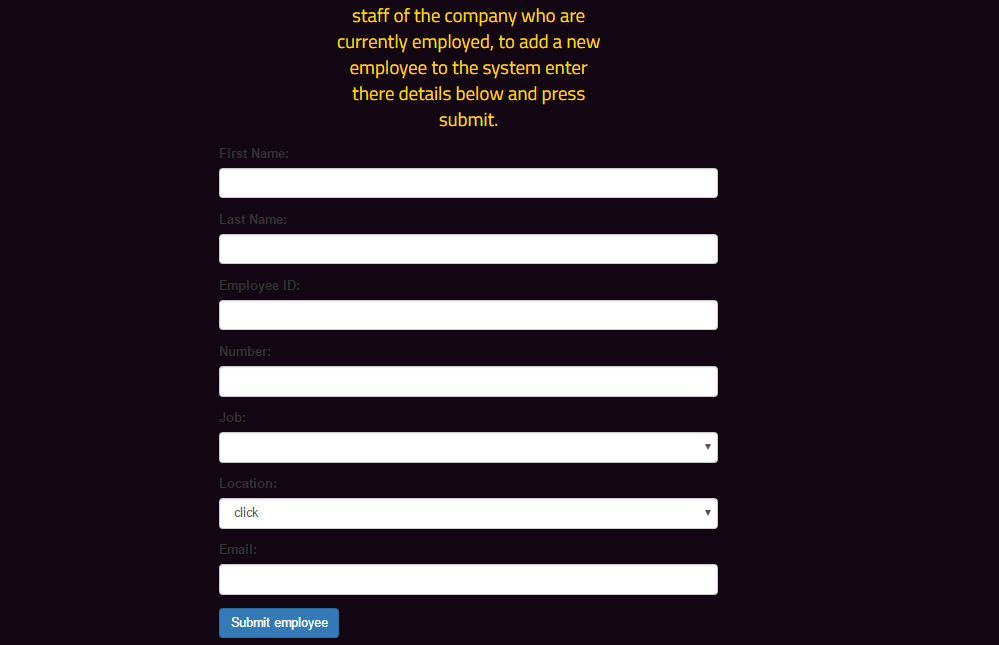 staff of the company who are
currently employed, to add a new
employee to the system enter
there details below and press
submit.
First Name:
Last Name:
Employee ID:
Number:
Job:
Location:
click
Email:
Submit employee